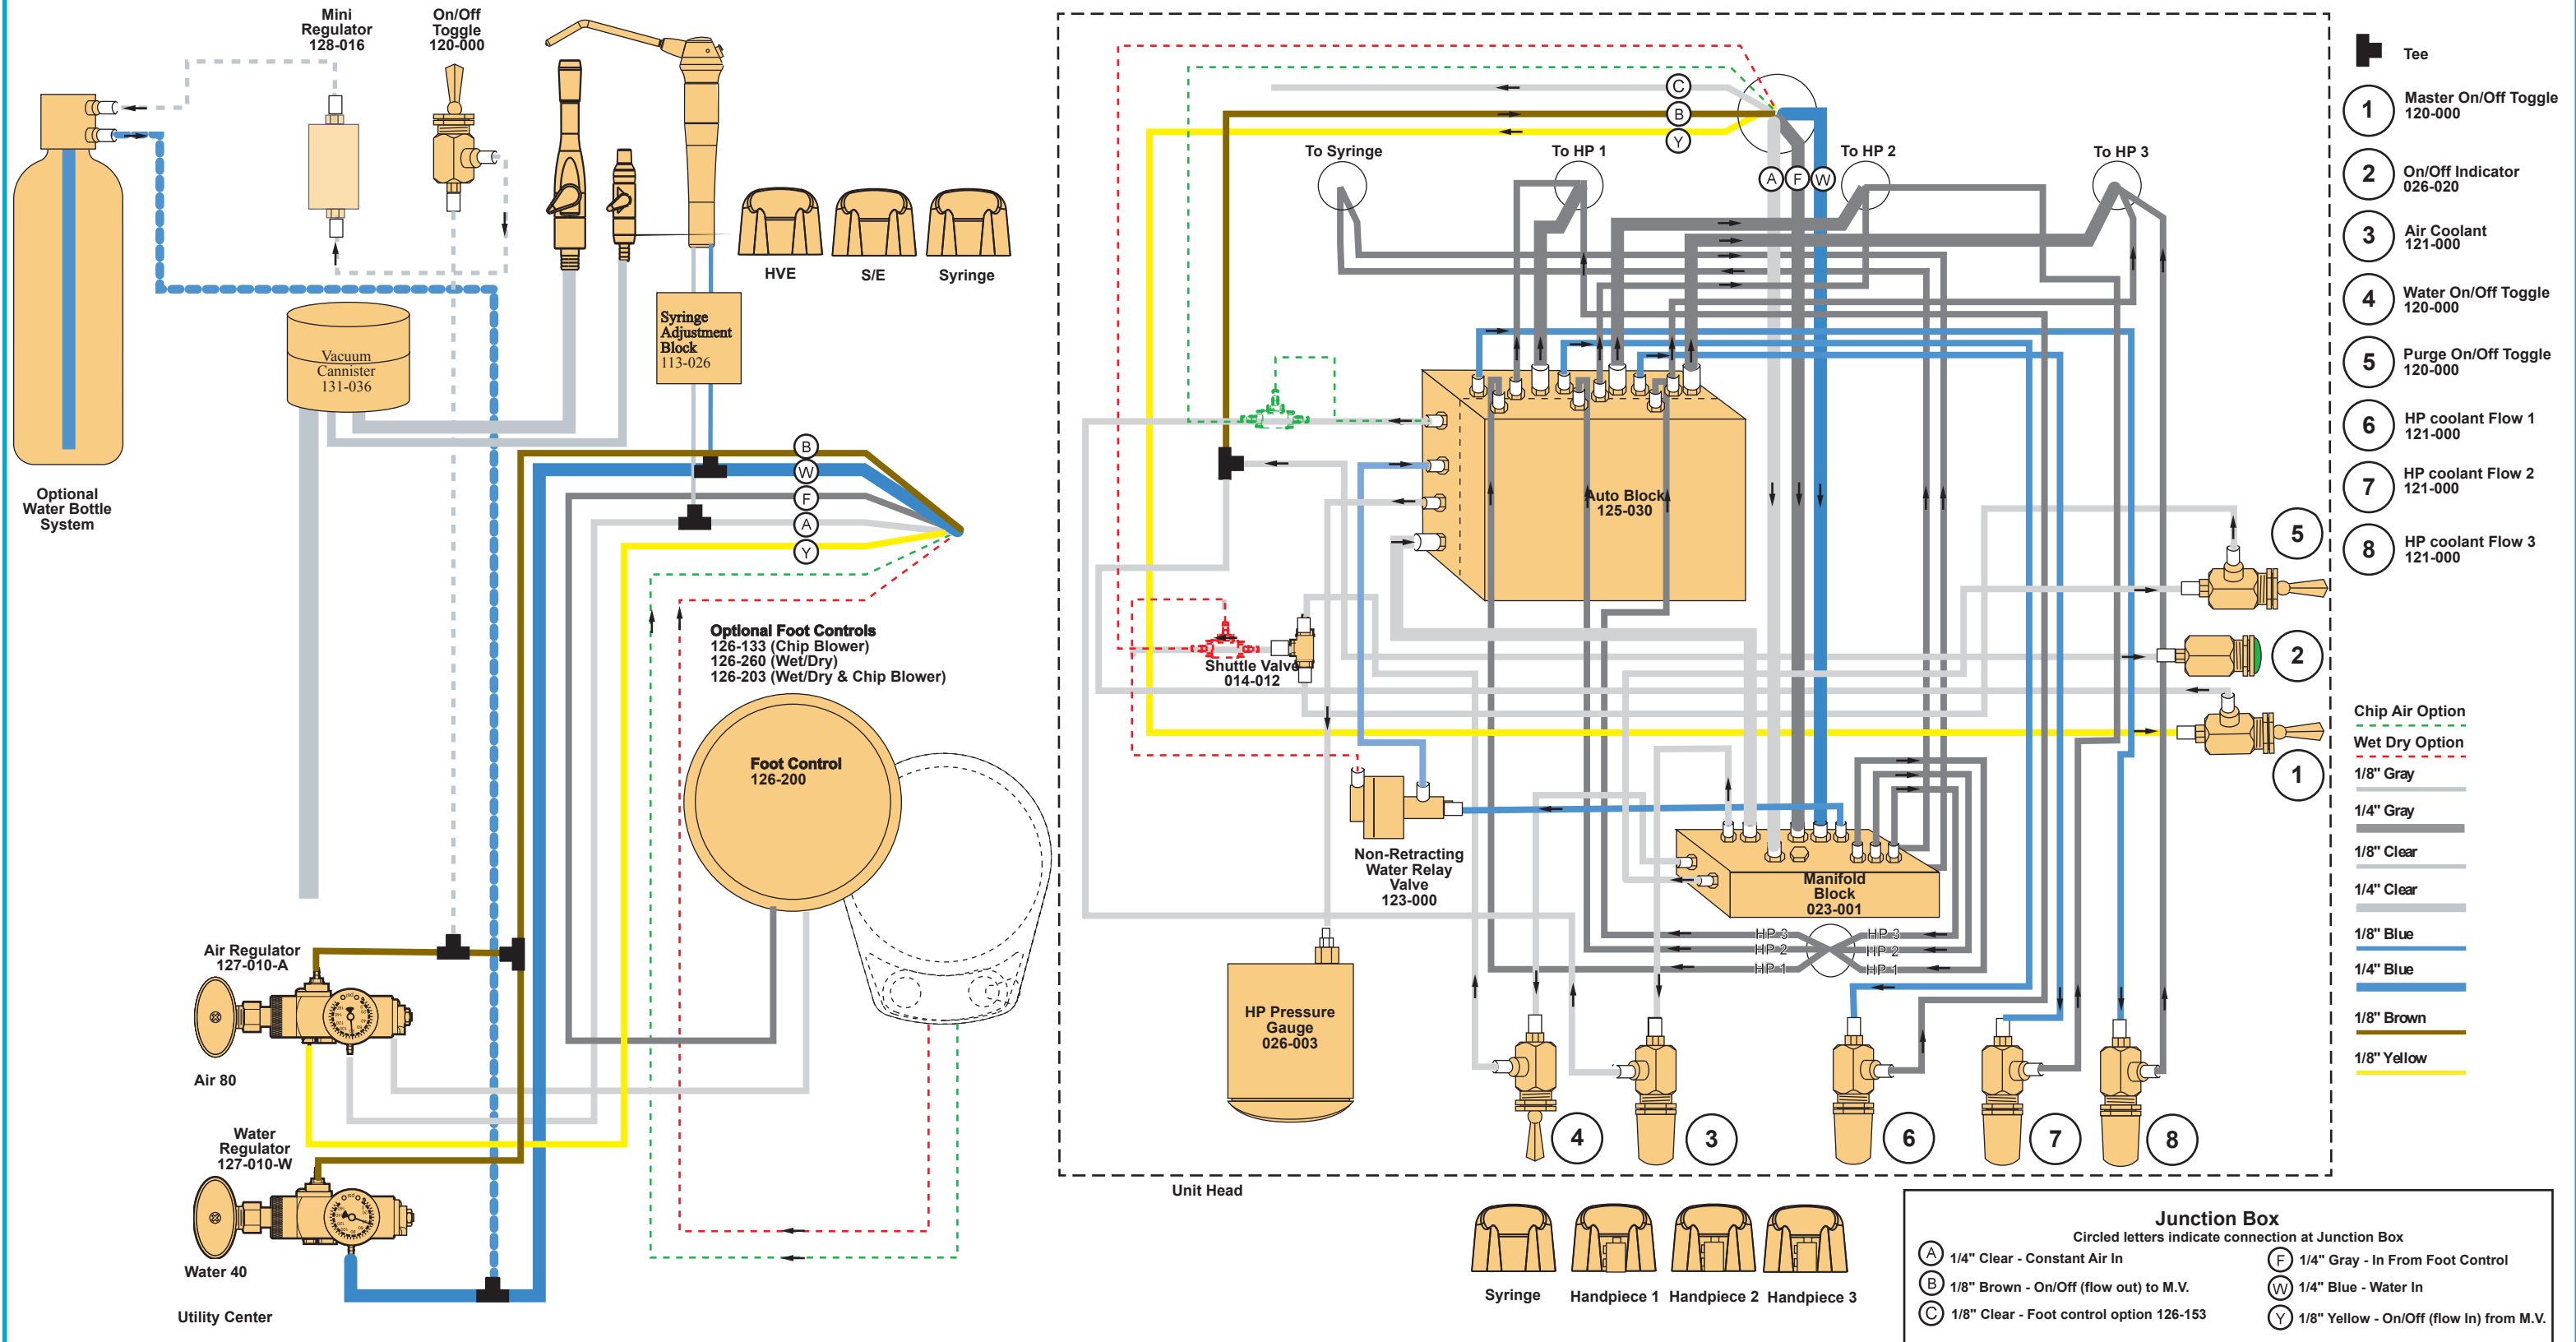 Mini
Regulator
128-016
On/Off
Toggle
120-000
Optional
Water Bottle
System
Vacuum
Cannister
131-036
Syringe
Adjustment
Block
113-026
HVE
S/E
Syringe
B
W
F
A
Y
Optional Foot Controls
126-133 (Chip Blower)
126-260 (Wet/Dry)
126-203 (Wet/Dry & Chip Blower)
Foot Control
126-200
Air Regulator
127-010-A
Air 80
Water
Regulator
127-010-W
Water 40
Utility Center
C
B
Y
To Syringe
To HP 1
A
F
W
To HP 2
To HP 3
Auto Block
125-030
Shuttle Valve
014-012
Non-Retracting
Water Relay
Valve
123-000
Manifold
Block
023-001
HP 3
HP 2
HP 1
HP 3
HP 2
HP 1
HP Pressure
Gauge
026-003
5
2
1
4
3
6
7
8
Unit Head
Syringe
Handpiece 1
Handpiece 2
Handpiece 3
Tee
1
Master On/Off Toggle
120-000
2
On/Off Indicator
026-020
3
Air Coolant
121-000
4
Water On/Off Toggle
120-000
5
Purge On/Off Toggle
120-000
6
HP coolant Flow 1
121-000
7
HP coolant Flow 2
121-000
8
HP coolant Flow 3
121-000
Chip Air Option
Wet Dry Option
1/8" Gray
1/4" Gray
1/8" Clear
1/4" Clear
1/8" Blue
1/4" Blue
1/8" Brown
1/8" Yellow
Junction Box
Circled letters indicate connection at Junction Box
A 1/4" Clear - Constant Air In
B 1/8" Brown - On/Off (flow out) to M.V.
C 1/8" Clear - Foot control option 126-153
F 1/4" Gray - In From Foot Control
W 1/4" Blue - Water In
Y 1/8" Yellow - On/Off (flow In) from M.V.